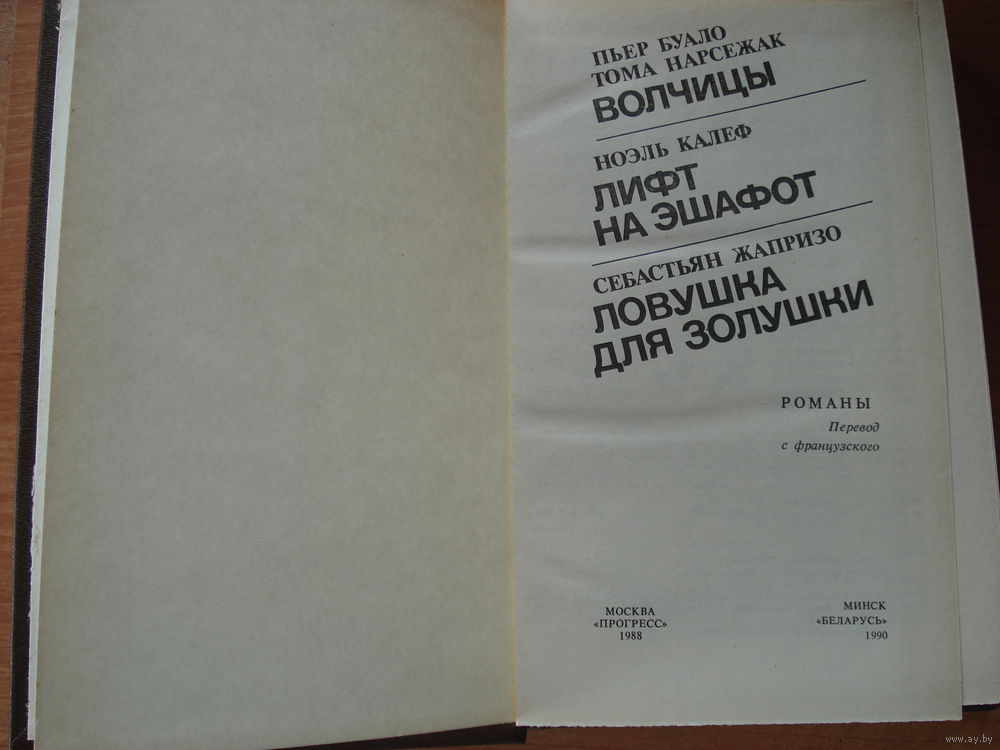 ПЬЕР БУАЛО
ТОМА НАРСЕЖАК
ВОЛЧИЦЫ
НОЭЛЬ КАЛЕФ
ЛИФТ
НА ЭШАФОТ
СЕБАСТЬЯН ЖАПРИЗО
ЛОВУШКА
ДЛЯ ЗОЛУШКИ
РОМАНЫ
Перевод
с французского
МОСКВА
«ПРОГРЕСС»
1988
МИНСК
«БЕЛАРУСЬ»
1990
www.ay.by